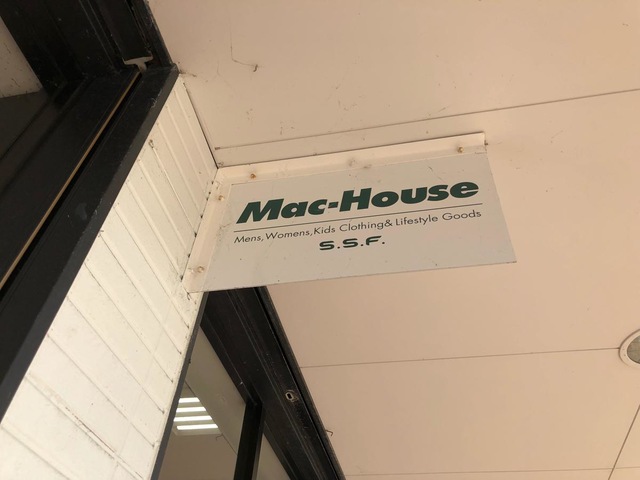 Mac-House
Mens,Womens,Kids Clothing& Lifestyle Goods
S.S.F.